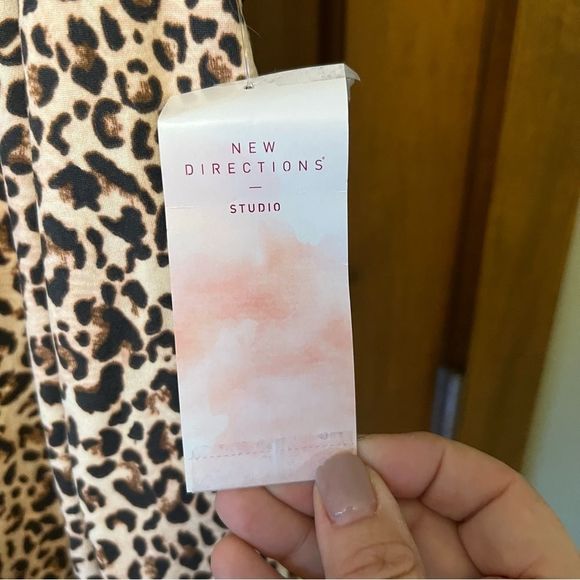 NEW
DIRECTIONS®
—
STUDIO